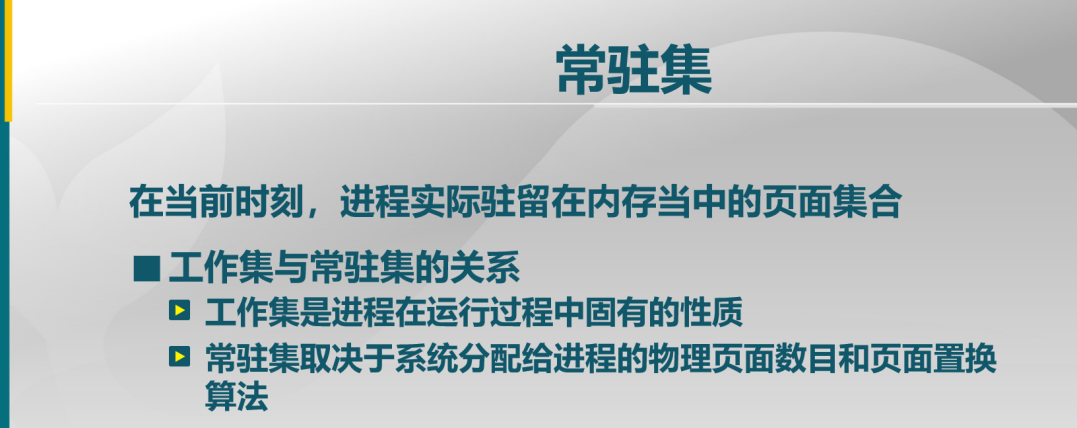 常驻集
在当前时刻，进程实际驻留在内存当中的页面集合
工作集与常驻集的关系
工作集是进程在运行过程中固有的性质
常驻集取决于系统分配给进程的物理页面数目和页面置换
算法